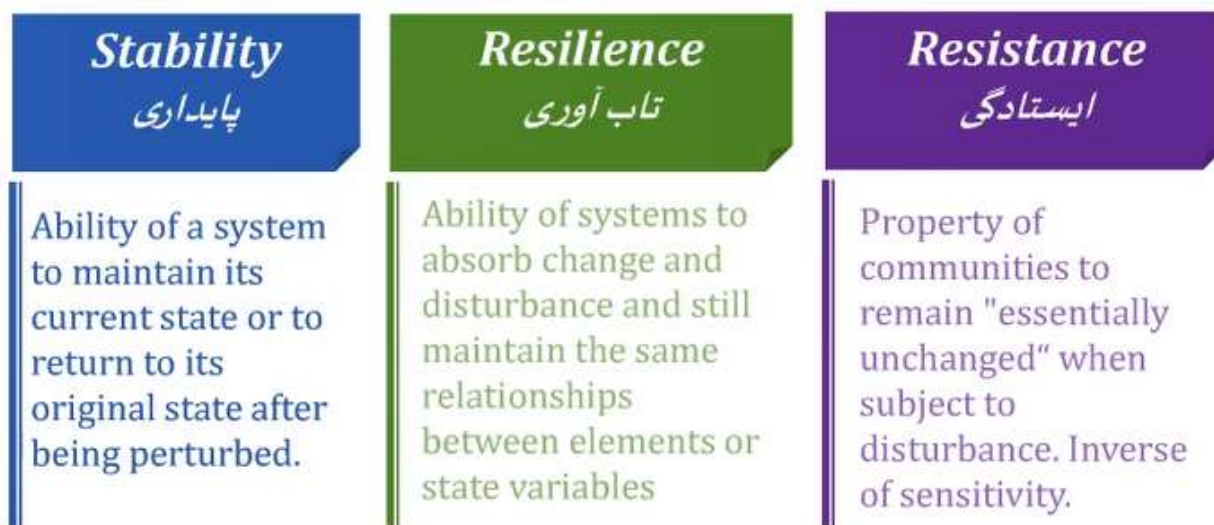 Stability
پایداری
Ability of a system
to maintain its
current state or to
return to its
original state after
being perturbed.
Resilience
تاب آوری
Ability of systems to
absorb change and
disturbance and still
maintain the same
relationships
between elements or
state variables
Resistance
ایستادگی
Property of
communities to
remain "essentially
unchanged“ when
subject to
disturbance. Inverse
of sensitivity.